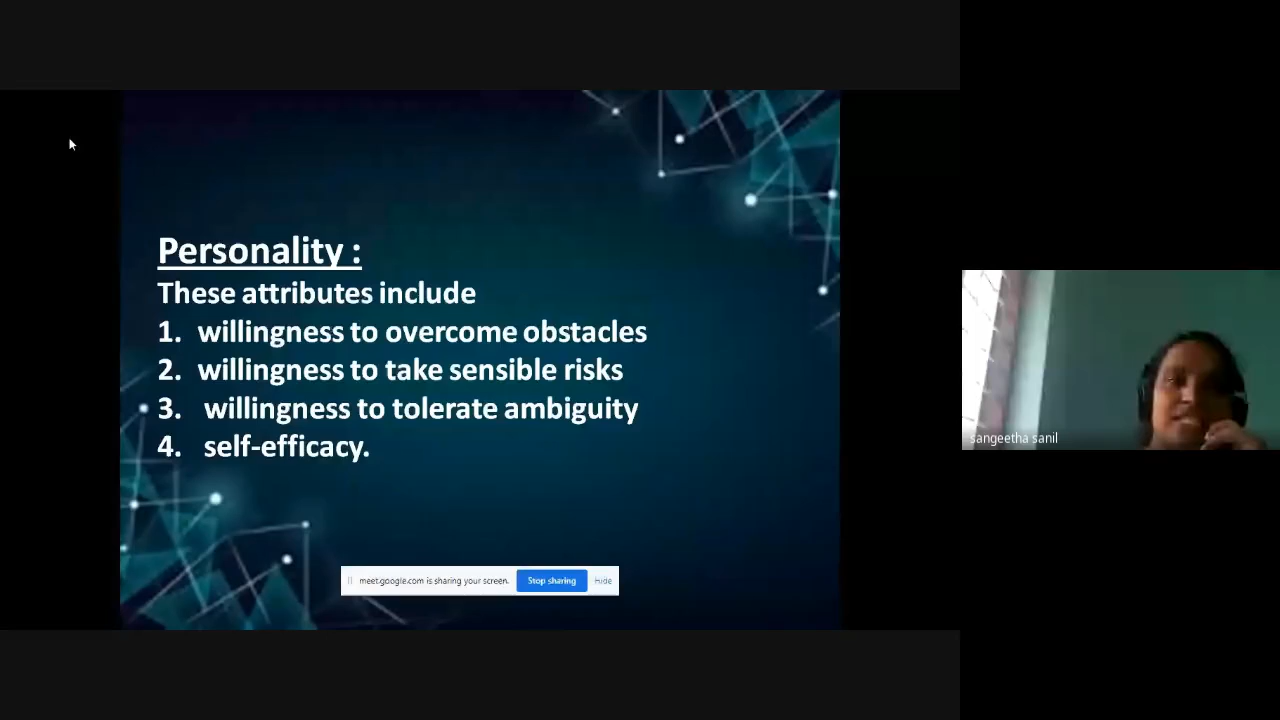 Personality :
These attributes include
1. willingness to overcome obstacles
2. willingness to take sensible risks
3. willingness to tolerate ambiguity
4. self-efficacy.
sangeetha sanil
meet.google.com is sharing your screen. Stop sharing Hide